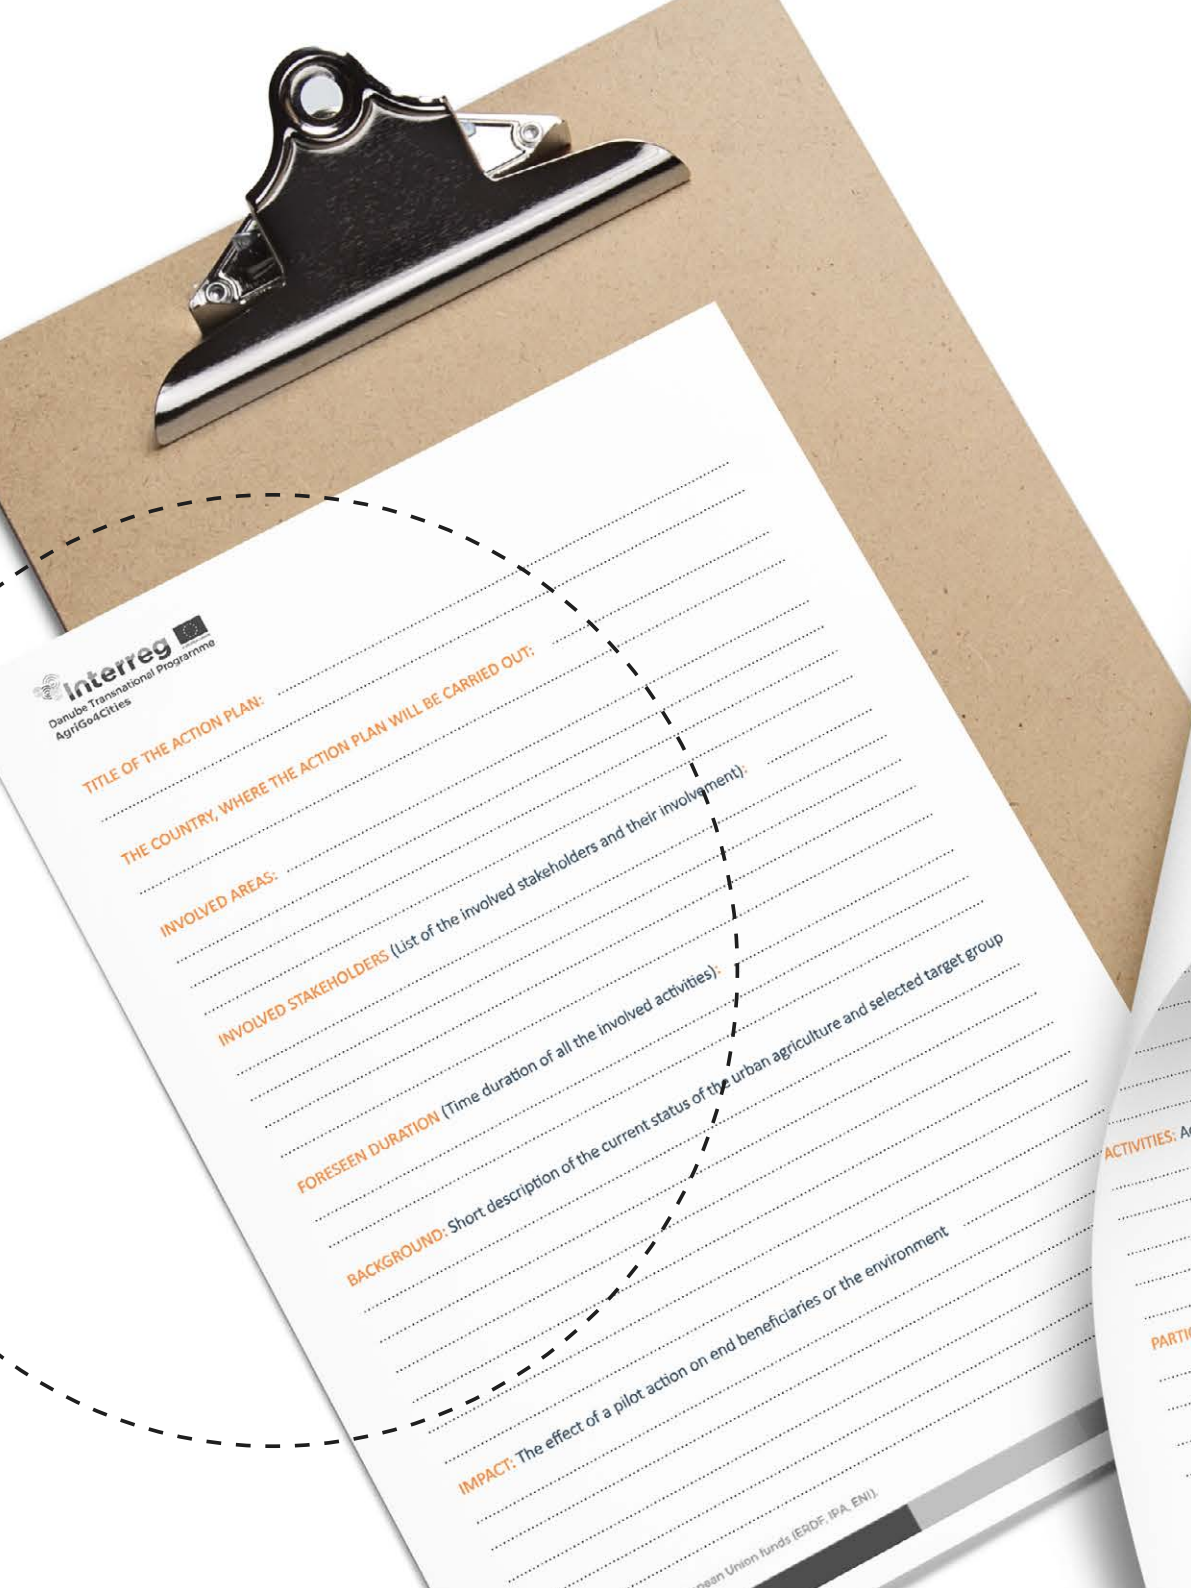 Interreg
Danube Transnational Programme
AgriGo4Cities
TITLE OF THE ACTION PLAN:
THE COUNTRY, WHERE THE ACTION PLAN WILL BE CARRIED OUT:
INVOLVED AREAS:
INVOLVED STAKEHOLDERS (List of the involved stakeholders and their involvement):
FORESEEN DURATION (Time duration of all the involved activities):
BACKGROUND: Short description of the current status of the urban agriculture and selected target group
IMPACT: The effect of a pilot action on end beneficiaries or the environment
Union funds (ERDF, IPA, ENI).
ACTIVITIES: